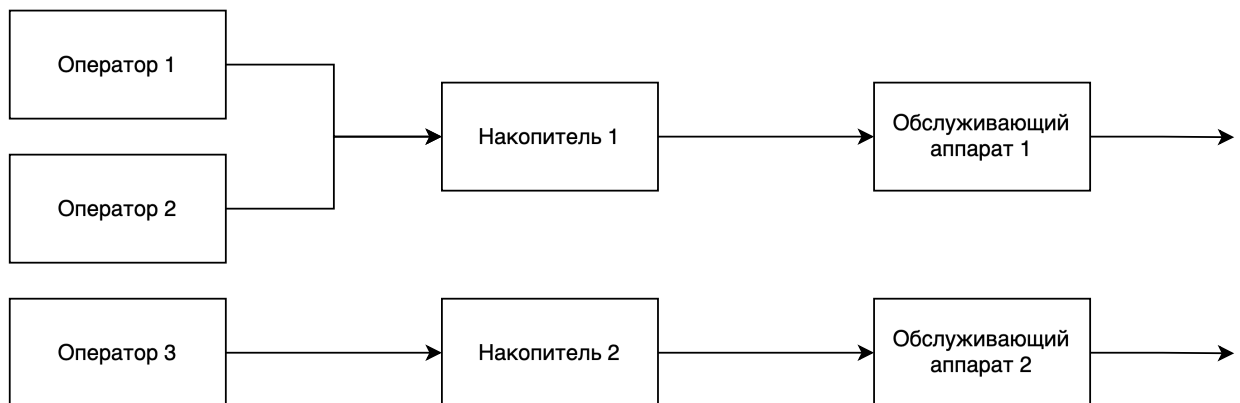 Оператор 1
Накопитель 1
Обслуживающий
аппарат 1
Оператор 2
Оператор 3
Накопитель 2
Обслуживающий
аппарат 2